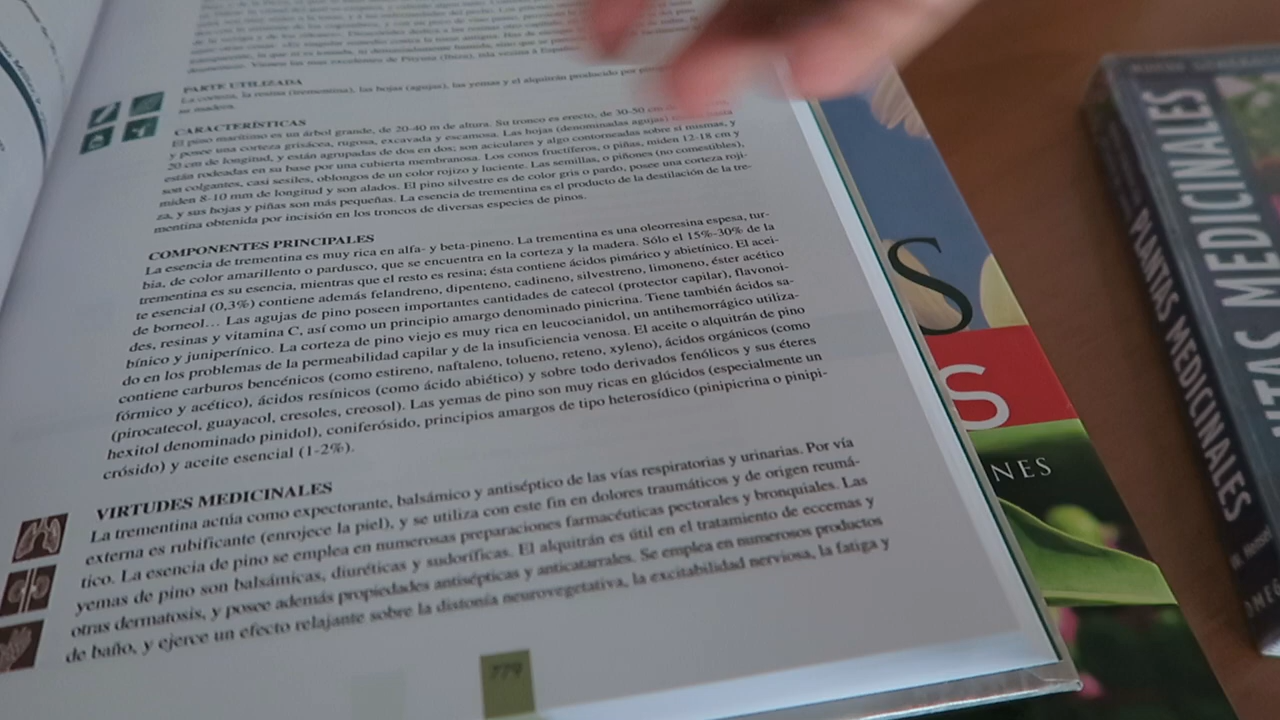 PARTE UTILIZADA
La corteza, la resina (trementina), las hojas (agujas), las yemas y el alquitrán producido por
su madera.
CARACTERÍSTICAS
El pino marítimo es un árbol grande, de 20-40 m de altura. Su tronco es erecto, de 30-50 cm
y posee una corteza grisácea, rugosa, excavada y escamosa. Las hojas (denominadas agujas)
20 cm de longitud, y están agrupadas de dos en dos; son aciculares y algo contorneadas sobre sí mismas, y
están rodeadas en su base por una cubierta membranosa. Los conos fructíferos, o piñas, miden 12-18 cm y
son colgantes, casi sesiles, oblongos de un color rojizo y luciente. Las semillas, o piñones (no comestibles),
miden 8-10 mm de longitud y son alados. El pino silvestre es de color gris o pardo, posee una corteza roji-
za, y sus hojas y piñas son más pequeñas. La esencia de trementina es el producto de la destilación de la tre-
mentina obtenida por incisión en los troncos de diversas especies de pinos.
COMPONENTES PRINCIPALES
La esencia de trementina es muy rica en alfa- y beta-pineno. La trementina es una oleorresina espesa, tur-
bia, de color amarillento o pardusco, que se encuentra en la corteza y la madera. Sólo el 15%-30% de la
trementina es su esencia, mientras que el resto es resina; ésta contiene ácidos pimárico y abietínico. El acei-
te esencial (0,3%) contiene además felandreno, dipenteno, cadineno, silvestreno, limoneno, éster acético
de borneol... Las agujas de pino poseen importantes cantidades de catecol (protector capilar), flavonoi-
des, resinas y vitamina C, así como un principio amargo denominado pinicrina. Tiene también ácidos sa-
bínico y juniperínico. La corteza de pino viejo es muy rica en leucocianidol, un antihemorrágico utiliza-
do en los problemas de la permeabilidad capilar y de la insuficiencia venosa. El aceite o alquitrán de pino
contiene carburos bencénicos (como estireno, naftaleno, tolueno, reteno, xyleno), ácidos orgánicos (como
fórmico y acético), ácidos resínicos (como ácido abiético) y sobre todo derivados fenólicos y sus éteres
(pirocatecol, guayacol, cresoles, creosol). Las yemas de pino son muy ricas en glúcidos (especialmente un
hexitol denominado pinidol), coniferósido, principios amargos de tipo heterosídico (pinipicrina o pinipi-
crósido) y aceite esencial (1-2%).
VIRTUDES MEDICINALES
La trementina actúa como expectorante, balsámico y antiséptico de las vías respiratorias y urinarias. Por vía
externa es rubificante (enrojece la piel), y se utiliza con este fin en dolores traumáticos y de origen reumá-
tico. La esencia de pino se emplea en numerosas preparaciones farmacéuticas pectorales y bronquiales. Las
yemas de pino son balsámicas, diuréticas y sudoríficas. El alquitrán es útil en el tratamiento de eccemas y
otras dermatosis, y posee además propiedades antisépticas y anticatarrales. Se emplea en numerosos productos
de baño, y ejerce un efecto relajante sobre la distonía neurovegetativa, la excitabilidad nerviosa, la fatiga y
779
S
S
NES
PLANTAS MEDICINALES
NTAS MEDICINALES